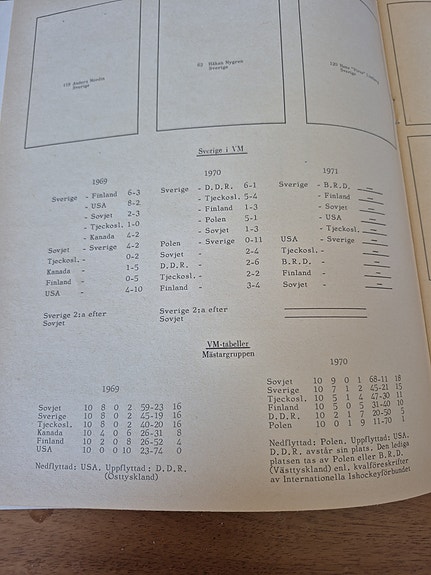 119 Anders Nordin
Sverige
62 Håkan Nygren
Sverige
120 Hans
Sverige
Sverige i VM
1969
Sverige - Finland 6-3
- USA 8-2
- Sovjet 2-3
- Tjeckosl. 1-0
- Kanada 4-2
Sovjet - Sverige 4-2
Tjeckosl.- 0-2
Kanada - 1-5
Finland - 0-5
USA - 4-10
Sverige 2:a efter
Sovjet
1970
Sverige - D.D.R. 6-1
- Tjeckosl. 5-4
- Finland 1-3
- Polen 5-1
- Sovjet 1-3
Polen - Sverige 0-11
Sovjet - 2-4
D.D.R. - 2-6
Tjeckosl. - 2-2
Finland - 3-4
Sverige 2:a efter
Sovjet
1971
Sverige - B.R.D. -
- Finland -
- Sovjet -
- USA -
- Tjeckosl. -
USA - Sverige -
Tjeckosl. - -
B.R.D. - -
Finland - -
Sovjet - -
VM-tabeller
Mästargruppen
1969
Sovjet 10 8 0 2 59-23 16
Sverige 10 8 0 2 45-19 16
Tjeckosl. 10 8 0 2 40-20 16
Kanada 10 4 0 6 26-31 8
Finland 10 2 0 8 26-52 4
USA 10 0 0 10 23-74 0
Nedflyttad: USA. Uppflyttad : D.D.R.
(Östtyskland)
1970
Sovjet 10 9 0 1 68-11 18
Sverige 10 7 1 2 45-21 15
Tjeckosl. 10 5 1 4 47-30 11
Finland 10 5 0 5 31-40 10
D.D.R. 10 2 1 7 20-50 5
Polen 10 0 1 9 11-70 1
Nedflyttad: Polen. Uppflyttad: USA.
D.D.R. avstår sin plats. Den lediga
platsen tas av Polen eller B.R.D.
(Västtyskland) enl. kvalföreskrifter
av Internationella Ishockeyförbundet